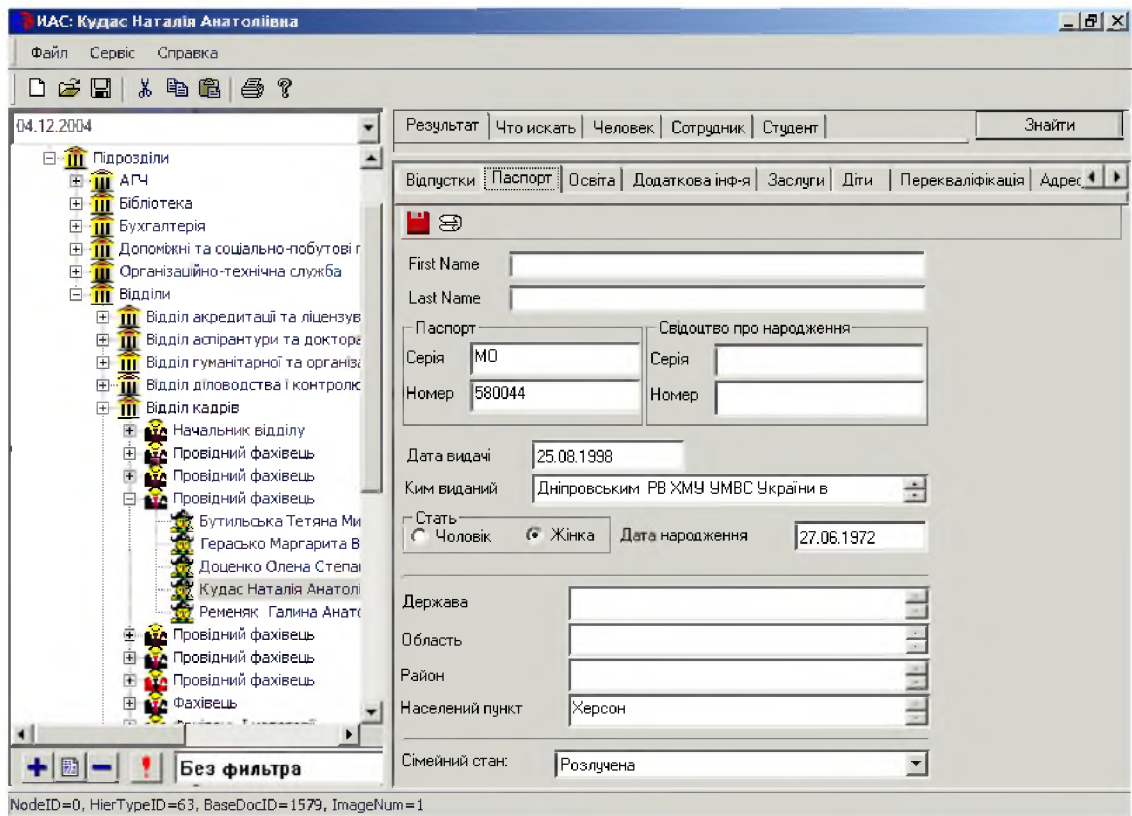 ИАС: Кудас Наталія Анатоліівна
Файл Сервіс Справка
04.12.2004
Підрозділи
АГЧ
Бібліотека
Бухгалтерія
Допоміжні та соціально-побутові
Організаційно-технічна служба
Відділи
Відділ акредитації та ліцензув
Відділ аспірантури та доктора
Відділ гуманітарної та організа
Відділ діловодства і контролю
Відділ кадрів
Начальник відділу
Провідний фахівець
Провідний фахівець
Провідний фахівець
Бутильська Тетяна Ми
Герасько Маргарита В
Доценко Олена Степа
Кудас Наталія Анатолі
Ременяк Галина Анато
Провідний фахівець
Провідний фахівець
Провідний фахівець
Фахівець
Без фильтра
Результат Что искать Человек Сотрудник Студент Знайти
Відпустки Паспорт Освіта Додаткова інф-я Заслуги Діти Перекваліфікація Адрес
First Name
Last Name
Паспорт
Серія МО
Номер 580044
Свідоцтво про народження
Серія
Номер
Дата видачі 25.08.1998
Ким виданий Дніпровським РВ ХМУ УМВС України в
Стать
Чоловік Жінка Дата народження 27.06.1972
Держава
Область
Район
Населений пункт Херсон
Сімейний стан: Розлучена
NodeID=0, HierTypeID=63, BaseDocID=1579, ImageNum=1